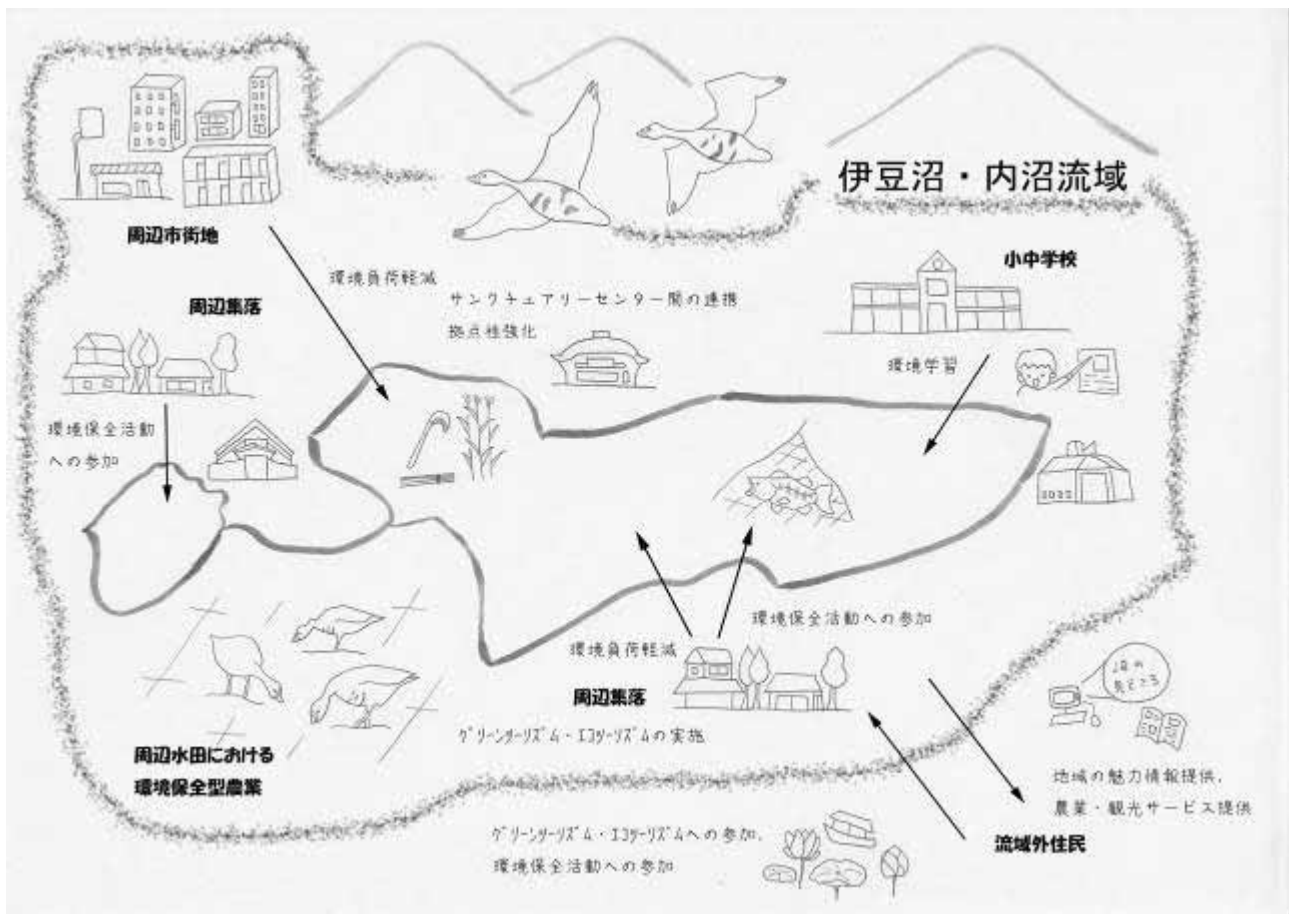 伊豆沼・内沼流域
周辺市街地
環境負荷軽減
小中学校
周辺集落
サンクチュアリーセンター間の連携
拠点性強化
環境学習
環境保全活動
への参加
環境保全活動への参加
環境負荷軽減
周辺集落
グリーンツーリズム・エコツーリズムの実施
周辺水田における
環境保全型農業
見どころ
地域の魅力情報提供、
農業・観光サービス提供
グリーンツーリズム・エコツーリズムへの参加、
環境保全活動への参加
流域外住民